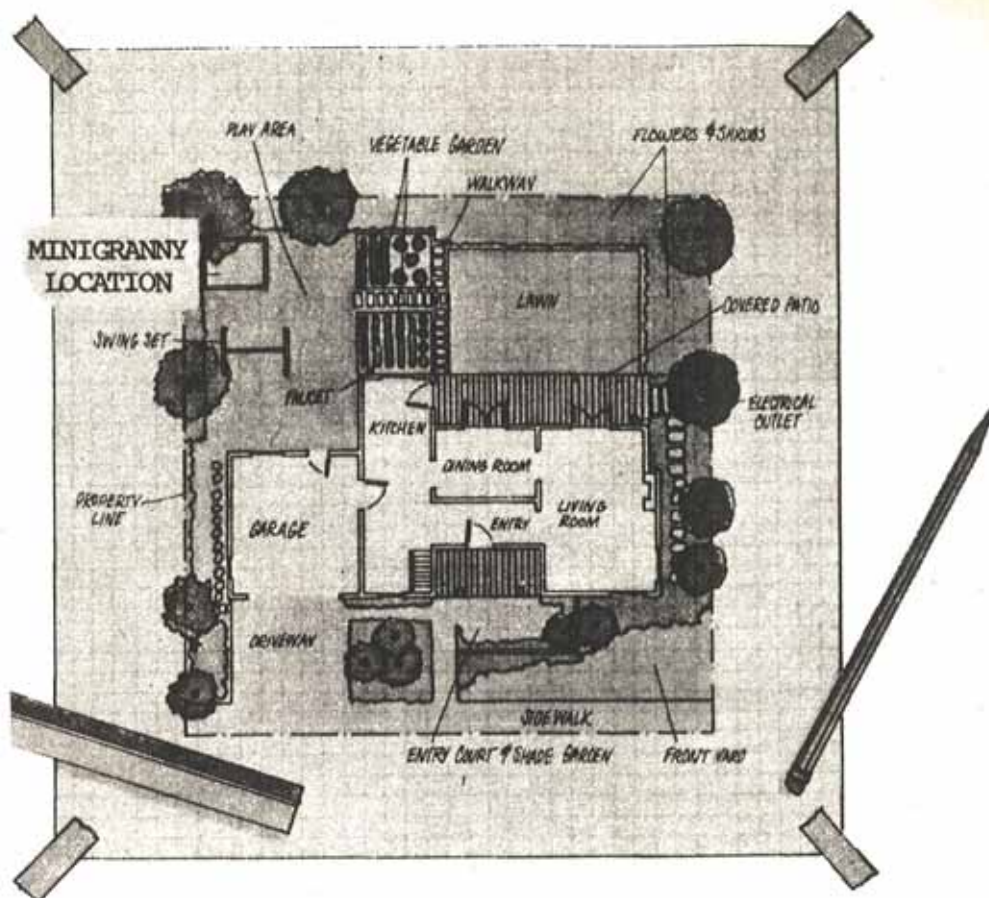 PLAY AREA
VEGETABLE GARDEN
FLOWERS & SHRUBS
WALKWAY
MINIGRANNY
LOCATION
LAWN
COVERED PATIO
SWING SET
FAUCET
KITCHEN
ELECTRICAL
OUTLET
DINING ROOM
PROPERTY
LINE
GARAGE
ENTRY
LIVING
ROOM
DRIVEWAY
SIDEWALK
ENTRY COURT & SHADE GARDEN
FRONT YARD